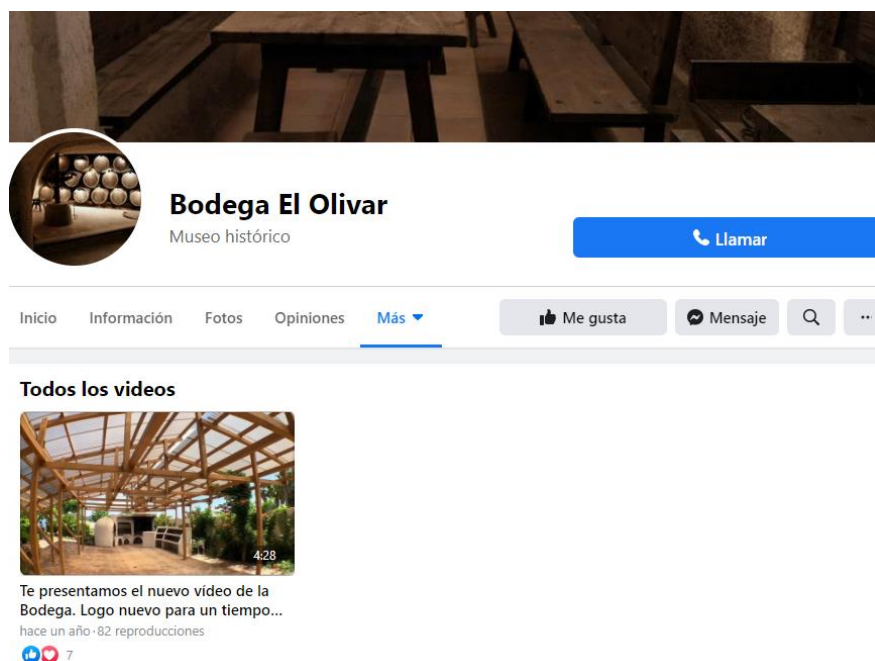 Bodega El Olivar
Museo histórico
Llamar
Inicio Información Fotos Opiniones Más Me gusta Mensaje ...
Todos los videos
4:28
Te presentamos el nuevo vídeo de la
Bodega. Logo nuevo para un tiempo...
hace un año · 82 reproducciones
7